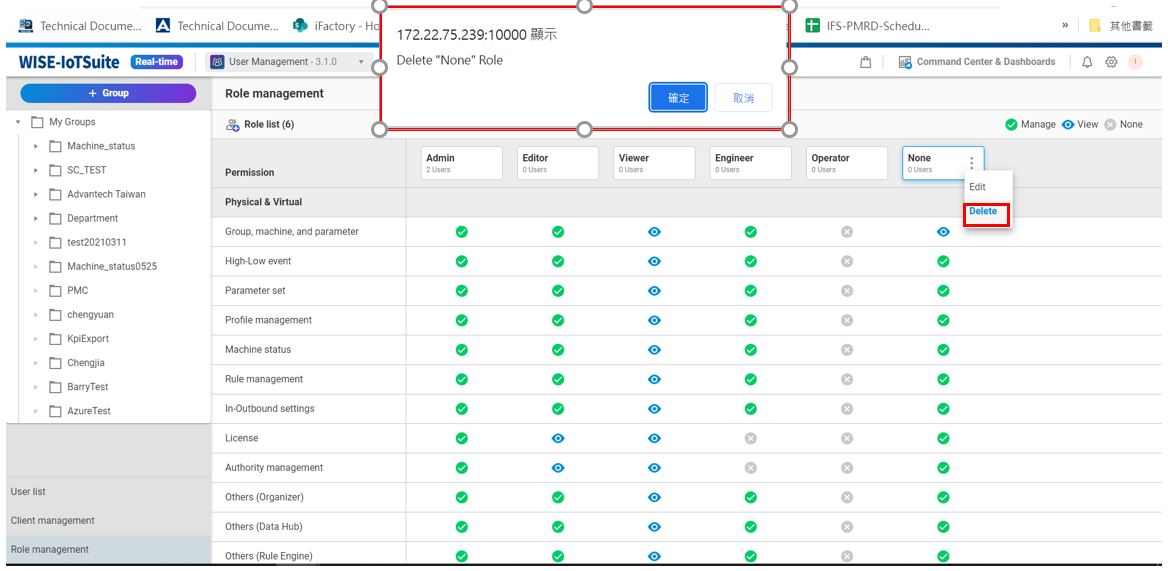 Technical Docume...
Technical Docume...
iFactory - Ho
IFS-PMRD-Schedu...
»
其他書籤
172.22.75.239:10000 顯示
Delete "None" Role
確定
取消
WISE-IoTSuite
Real-time
User Management - 3.1.0
Command Center & Dashboards
I
+ Group
Role management
My Groups
Role list (6)
Manage
View
None
Machine_status
SC_TEST
Advantech Taiwan
Department
test20210311
Machine_status0525
PMC
chengyuan
KpiExport
Chengjia
BarryTest
AzureTest
User list
Client management
Role management
Permission
Admin
2 Users
Editor
0 Users
Viewer
0 Users
Engineer
0 Users
Operator
0 Users
None
0 Users
Edit
Delete
Physical & Virtual
Group, machine, and parameter
High-Low event
Parameter set
Profile management
Machine status
Rule management
In-Outbound settings
License
Authority management
Others (Organizer)
Others (Data Hub)
Others (Rule Engine)